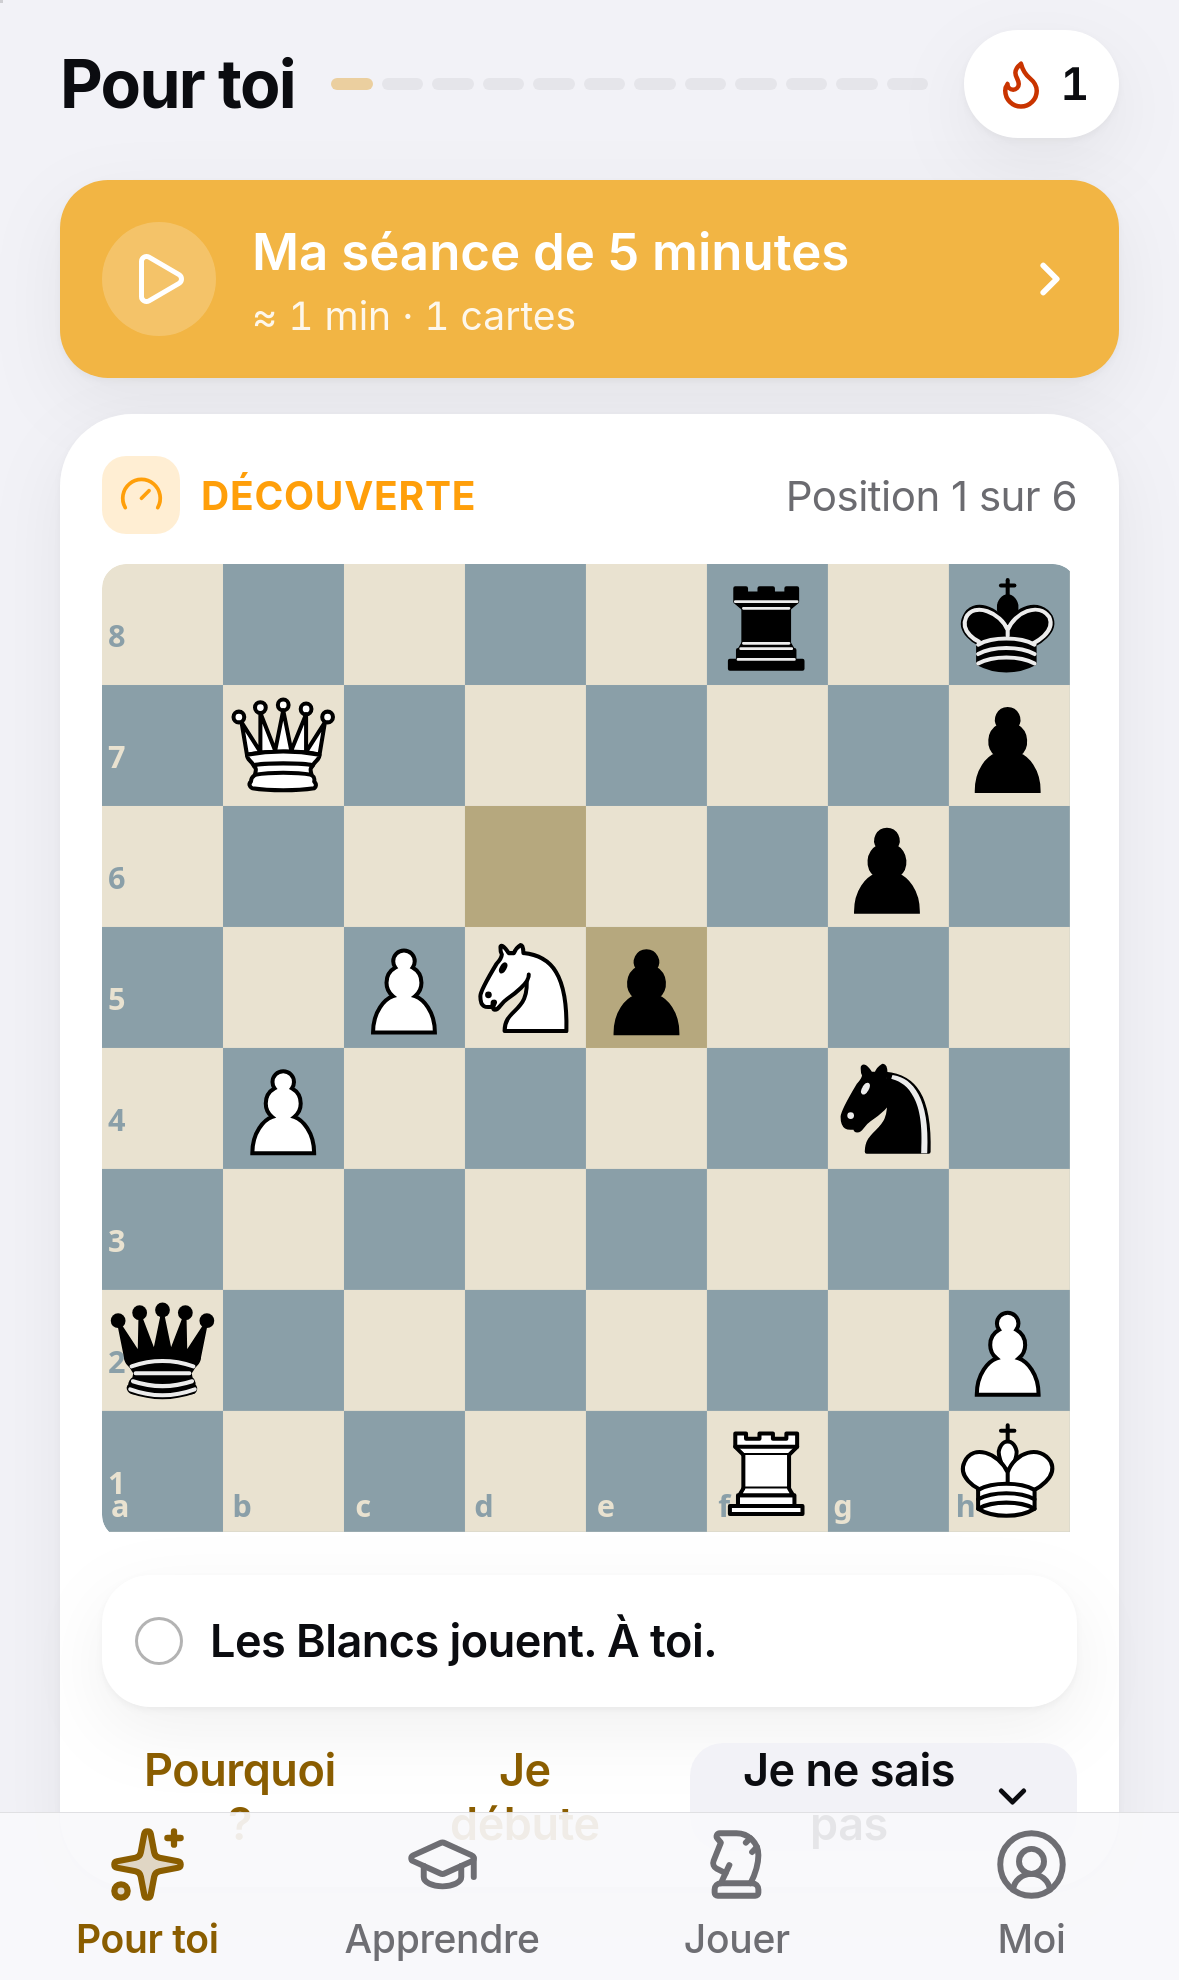 Pour toi
1
Ma séance de 5 minutes
≈ 1 min · 1 cartes
DÉCOUVERTE
Position 1 sur 6
8
7
6
5
4
3
2
1
a b c d e f g h
Les Blancs jouent. À toi.
Pourquoi ?
Je débute
Je ne sais pas
Pour toi
Apprendre
Jouer
Moi